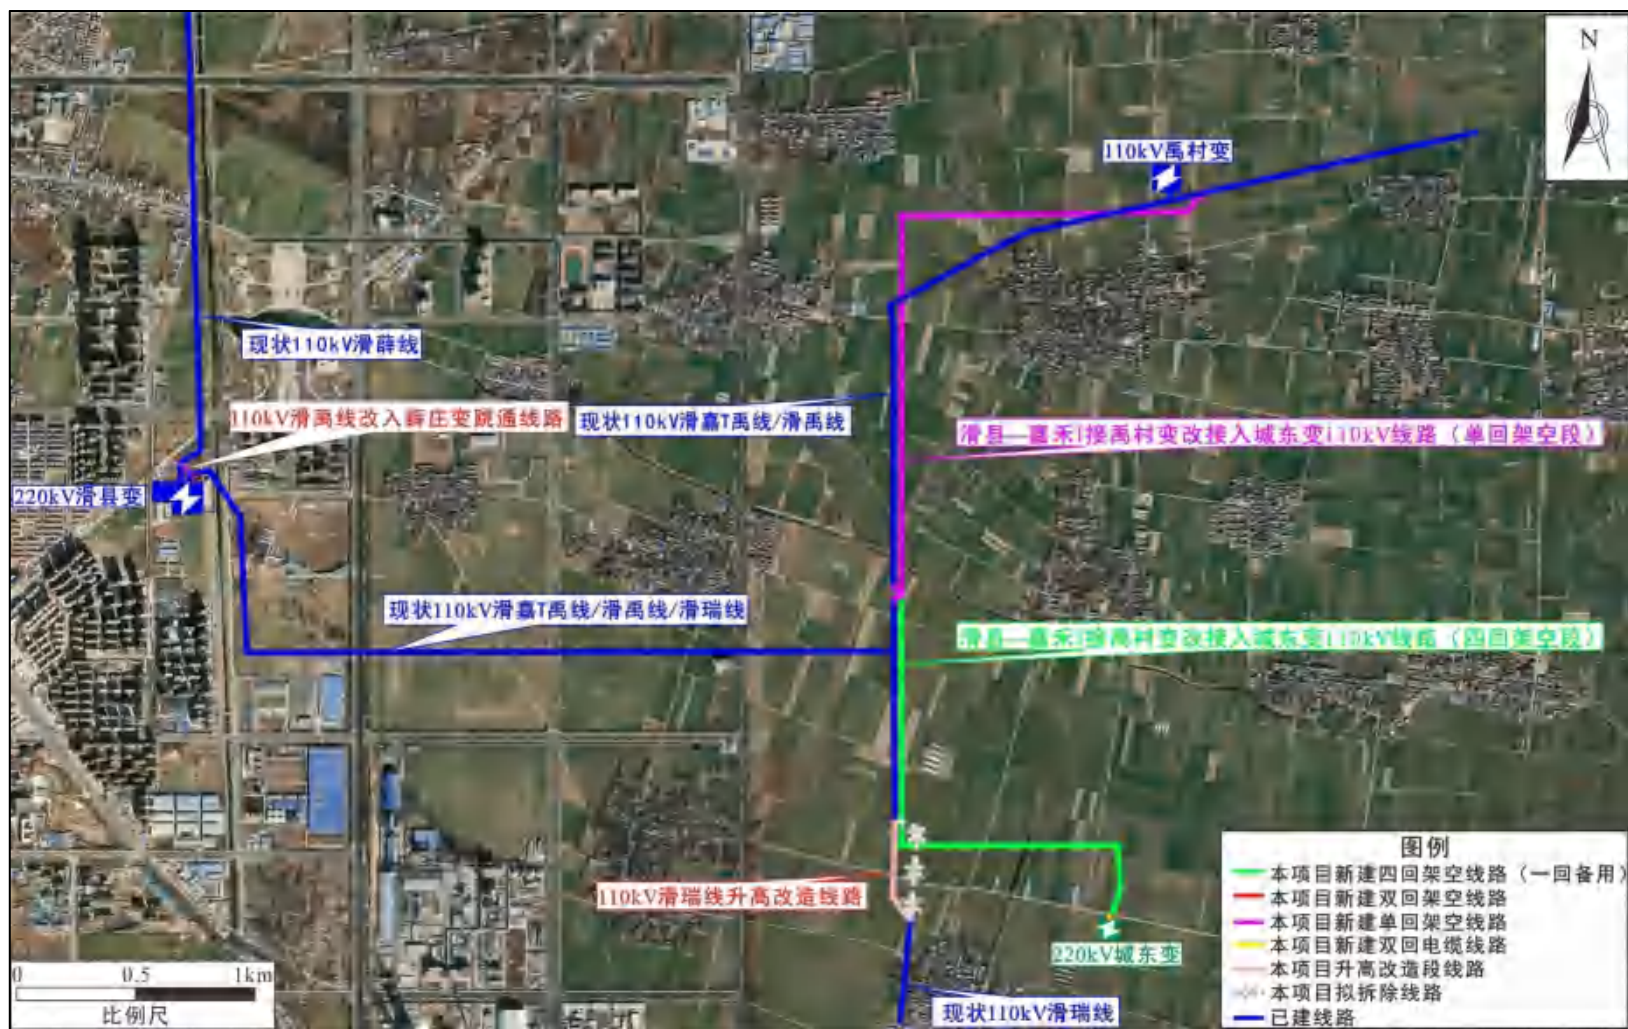 N
110kV禹村变
现状110kV滑薛线
110kV滑禹线改入薛庄变跳通线路
现状110kV滑嘉T禹线/滑禹线
滑县—嘉禾Ⅰ接禹村变改接入城东变110kV线路（单回架空段）
220kV滑县变
现状110kV滑嘉T禹线/滑禹线/滑瑞线
滑县—嘉禾Ⅰ接禹村变改接入城东变110kV线路（四回架空段）
110kV滑瑞线升高改造线路
220kV城东变
现状110kV滑瑞线
0 0.5 1km
比例尺
图例
本项目新建四回架空线路（一回备用）
本项目新建双回架空线路
本项目新建单回架空线路
本项目新建双回电缆线路
本项目升高改造段线路
本项目拟拆除线路
已建线路